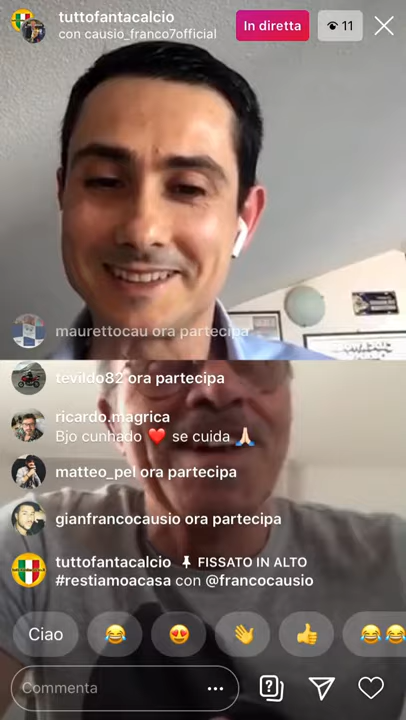 tuttofantacalcio
con causio_franco7official
In diretta
11
maurettocau ora partecipa
tevildo82 ora partecipa
ricardo.magrica
Bjo cunhado ❤️ se cuida 🙏🏻
matteo_pel ora partecipa
gianfrancocausio ora partecipa
tuttofantacalcio 📌 FISSATO IN ALTO
#restiamoacasa con @francocausio
Ciao 😂 😍 👋 👍 😂😂
Commenta